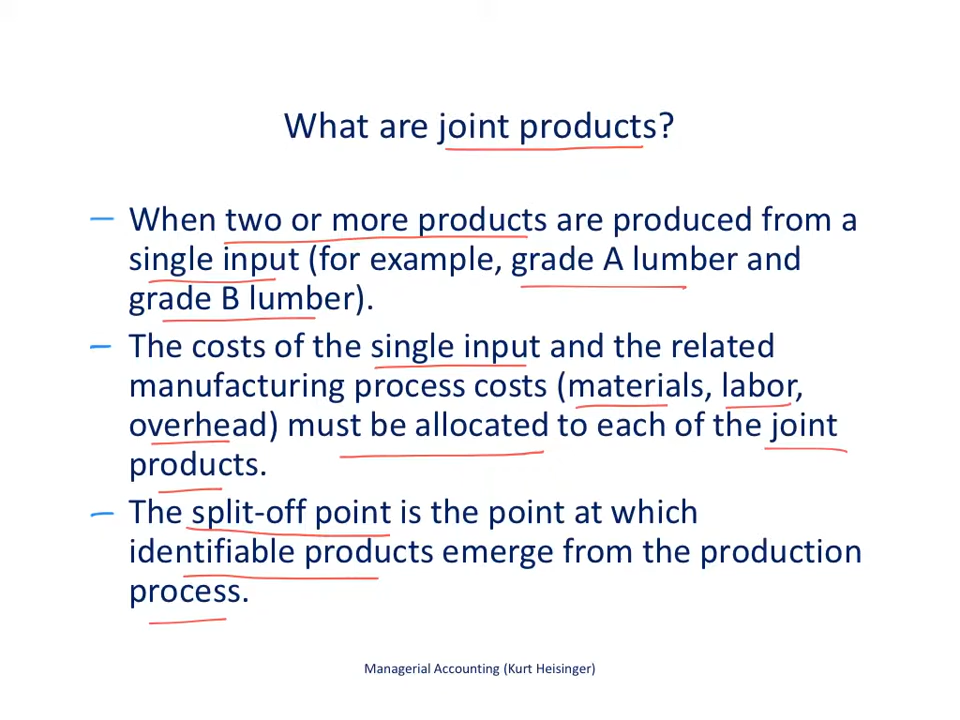 What are joint products?
– When two or more products are produced from a
single input (for example, grade A lumber and
grade B lumber).
– The costs of the single input and the related
manufacturing process costs (materials, labor,
overhead) must be allocated to each of the joint
products.
– The split-off point is the point at which
identifiable products emerge from the production
process.
Managerial Accounting (Kurt Heisinger)